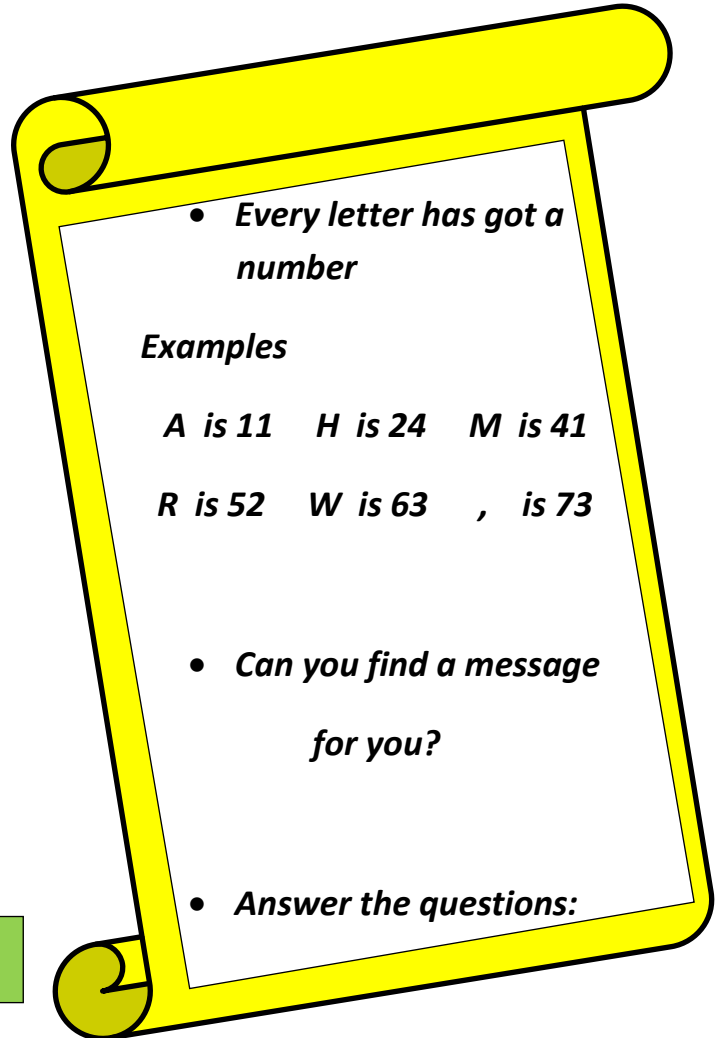 • Every letter has got a
number
Examples
A is 11 H is 24 M is 41
R is 52 W is 63 , is 73
• Can you find a message
for you?
• Answer the questions: